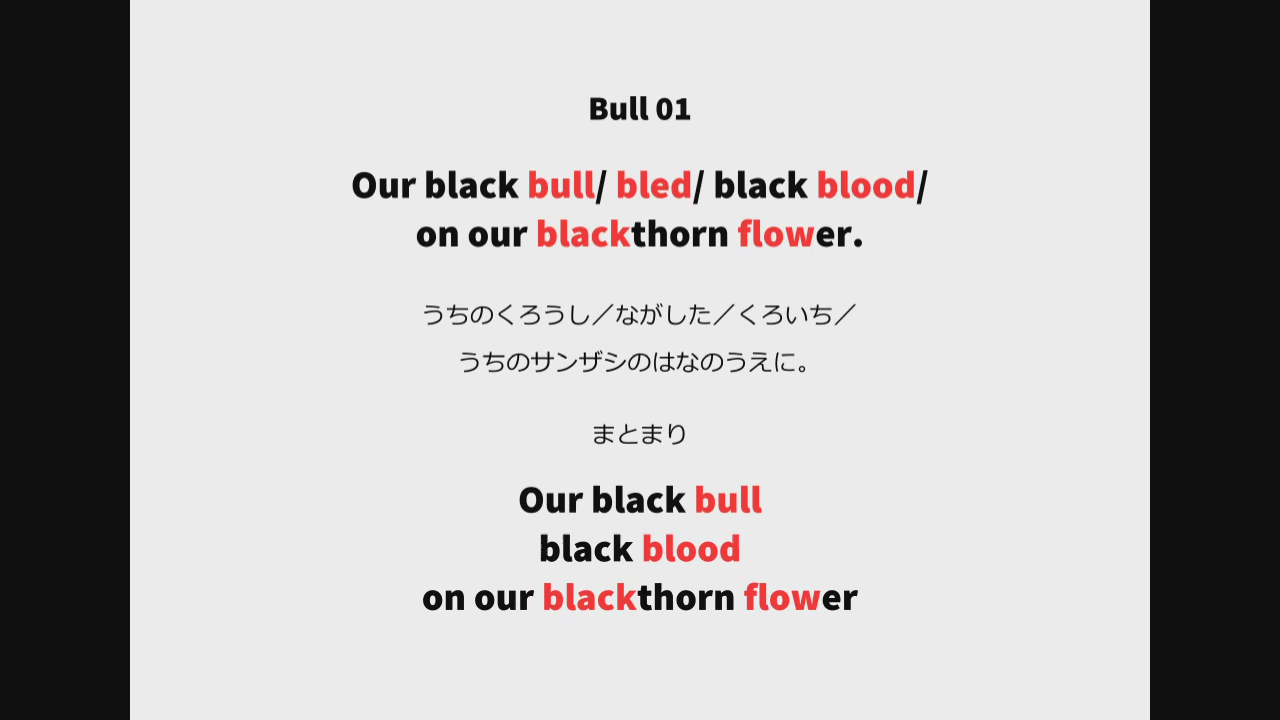 Bull 01
Our black bull/ bled/ black blood/
on our blackthorn flower.
うちのくろうし／ながした／くろいち／
うちのサンザシのはなのうえに。
まとまり
Our black bull
black blood
on our blackthorn flower